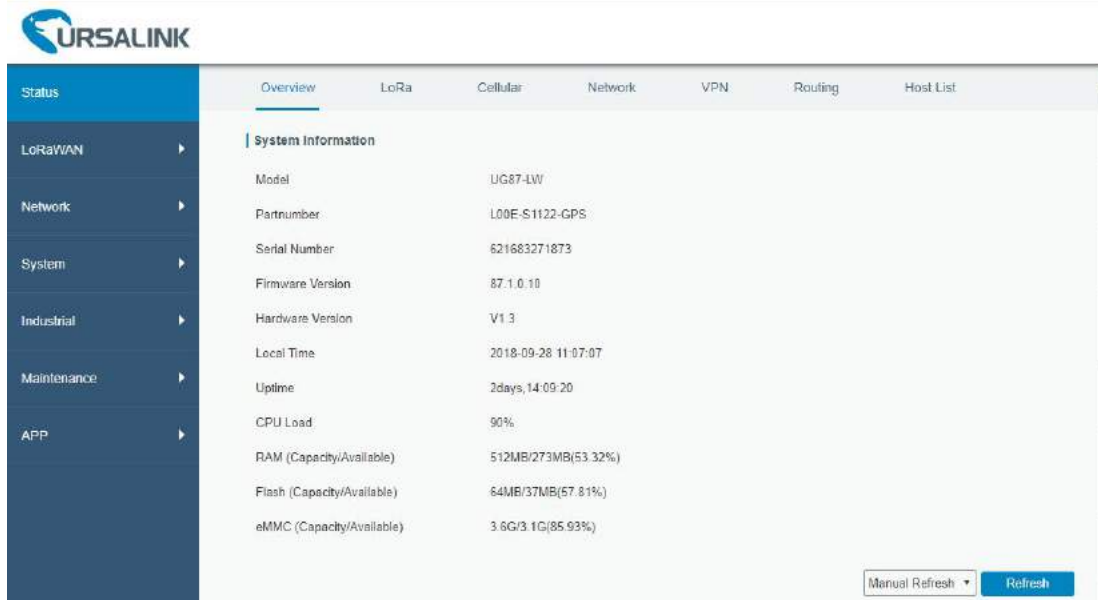 URSALINK
Status
Overview LoRa Cellular Network VPN Routing Host List
System Information
LoRaWAN
Model UG87-LW
Network
Partnumber L00E-S1122-GPS
Serial Number 621683271873
System
Firmware Version 87.1.0.10
Industrial
Hardware Version V1.3
Local Time 2018-09-28 11:07:07
Maintenance
Uptime 2days,14:09:20
CPU Load 90%
APP
RAM (Capacity/Available) 512MB/273MB(53.32%)
Flash (Capacity/Available) 64MB/37MB(57.81%)
eMMC (Capacity/Available) 3.6G/3.1G(85.93%)
Manual Refresh Refresh